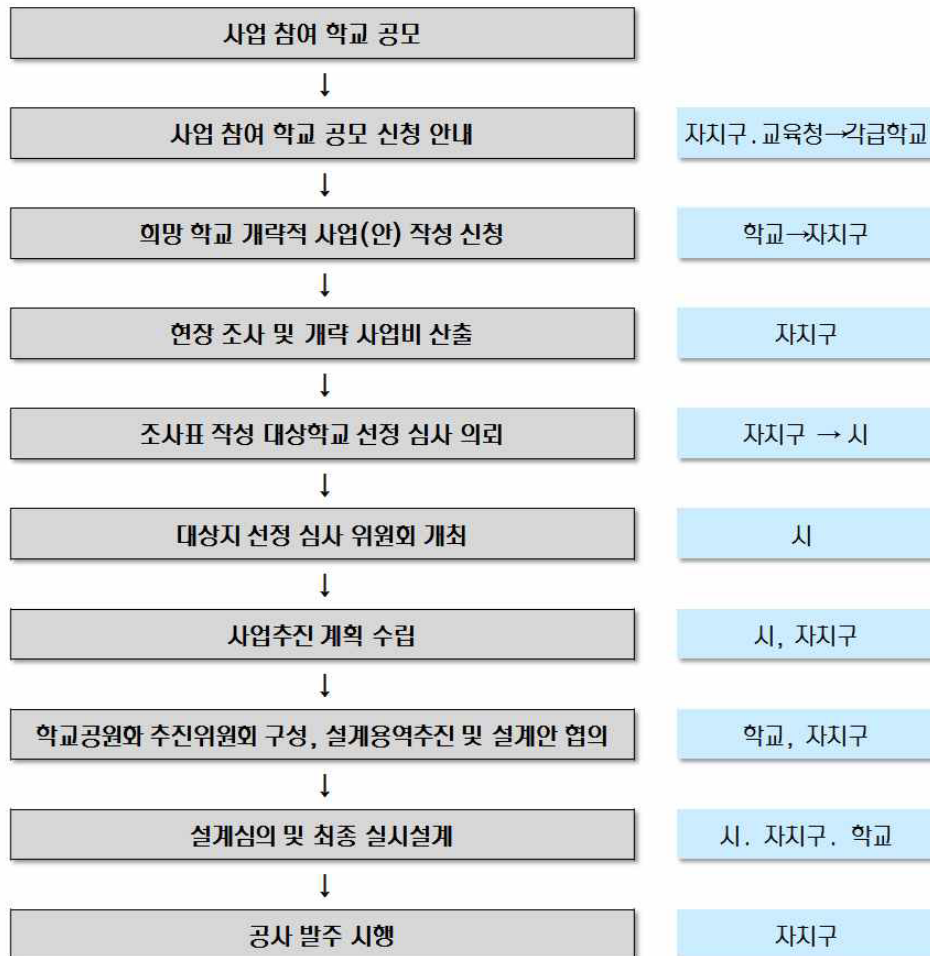 사업 참여 학교 공모
↓
사업 참여 학교 공모 신청 안내 자치구.교육청→각급학교
↓
희망 학교 개략적 사업(안) 작성 신청 학교→자치구
↓
현장 조사 및 개략 사업비 산출 자치구
↓
조사표 작성 대상학교 선정 심사 의뢰 자치구 → 시
↓
대상지 선정 심사 위원회 개최 시
↓
사업추진 계획 수립 시, 자치구
↓
학교공원화 추진위원회 구성, 설계용역추진 및 설계안 협의 학교, 자치구
↓
설계심의 및 최종 실시설계 시. 자치구. 학교
↓
공사 발주 시행 자치구